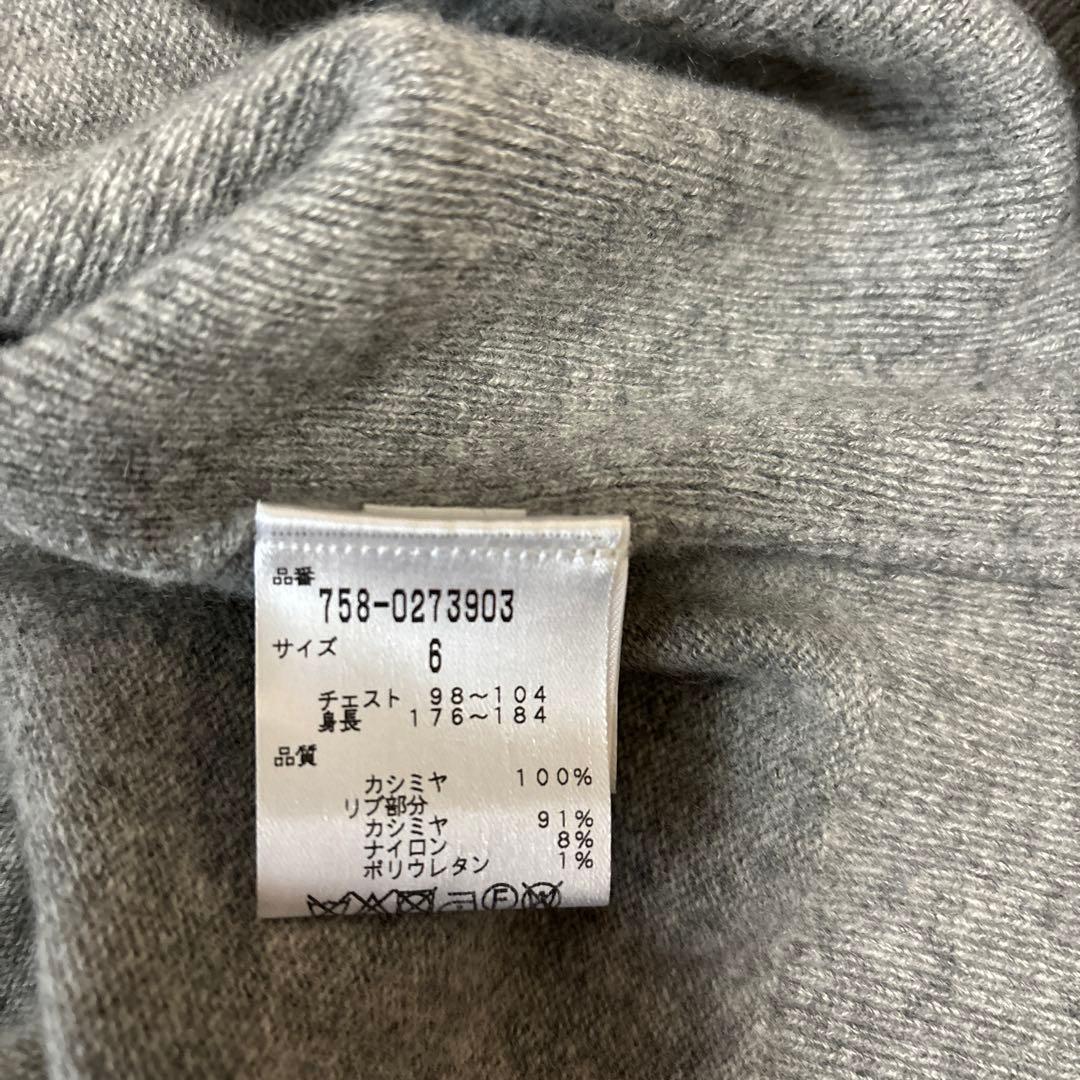 品番
758-0273903
サイズ 6
チェスト 98～104
身長 176～184
品質
カシミヤ 100%
リブ部分
カシミヤ 91%
ナイロン 8%
ポリウレタン 1%
F